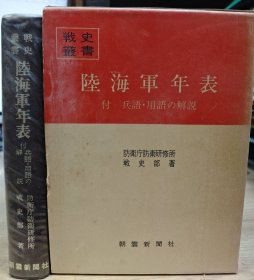 戦史
叢書
陸海軍年表
付 兵語・用語の解説
防衛庁防衛研修所
戦史部著
朝雲新聞社
戦史
叢書
陸海軍年表
付 兵語・用語の解説
防衛庁防衛研修所
戦史部 著
朝雲新聞社